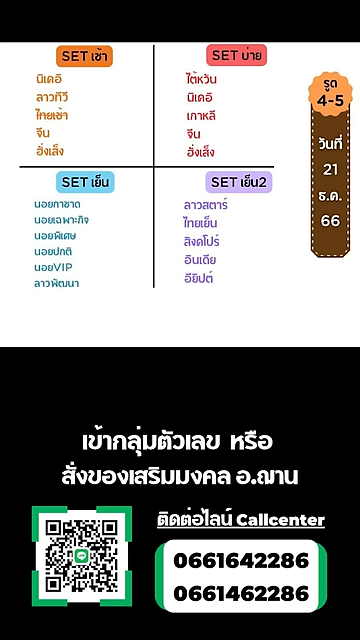 SET เช้า
นิเคอิ
ลาวทีวี
ไทยเช้า
จีน
ฮั่งเส็ง
SET บ่าย
ไต้หวัน
นิเคอิ
เกาหลี
จีน
ฮั่งเส็ง
รูด
4-5
วันที่
21
ธ.ค.
66
SET เย็น
นอยกาชาด
นอยเฉพาะกิจ
นอยพิเศษ
นอยปกติ
นอยVIP
ลาวพัฒนา
SET เย็น2
ลาวสตาร์
ไทยเย็น
สิงคโปร์
อินเดีย
อียิปต์
เข้ากลุ่มตัวเลข หรือ
สั่งของเสริมมงคล อ.ฌาน
ติดต่อไลน์ Callcenter
0661642286
0661462286